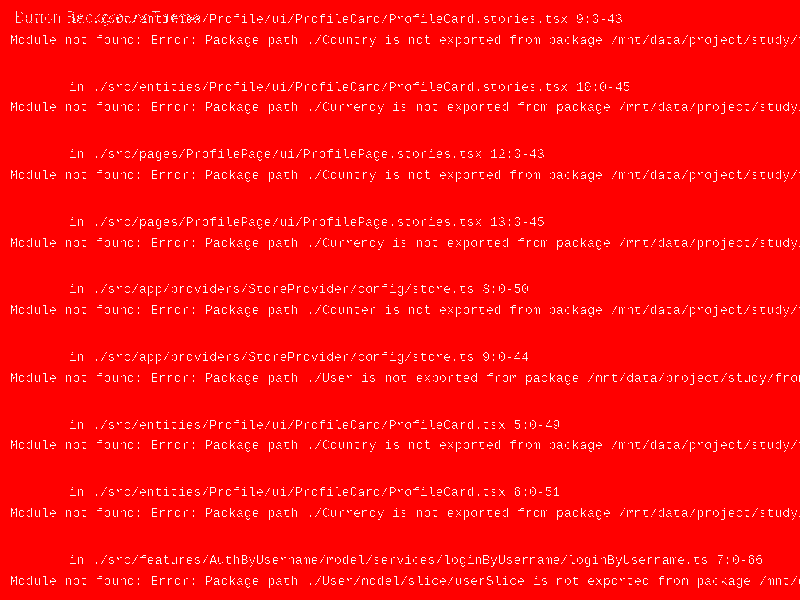 in ./src/entities/Profile/ui/ProfileCard/ProfileCard.stories.tsx 9:0-43
Module not found: Error: Package path ./Country is not exported from package /mnt/data/project/study/
in ./src/entities/Profile/ui/ProfileCard/ProfileCard.stories.tsx 10:0-45
Module not found: Error: Package path ./Currency is not exported from package /mnt/data/project/study
in ./src/pages/ProfilePage/ui/ProfilePage.stories.tsx 12:0-43
Module not found: Error: Package path ./Country is not exported from package /mnt/data/project/study/
in ./src/pages/ProfilePage/ui/ProfilePage.stories.tsx 13:0-45
Module not found: Error: Package path ./Currency is not exported from package /mnt/data/project/study
in ./src/app/providers/StoreProvider/config/store.ts 8:0-50
Module not found: Error: Package path ./Counter is not exported from package /mnt/data/project/study/
in ./src/app/providers/StoreProvider/config/store.ts 9:0-44
Module not found: Error: Package path ./User is not exported from package /mnt/data/project/study/fron
in ./src/entities/Profile/ui/ProfileCard/ProfileCard.tsx 5:0-49
Module not found: Error: Package path ./Country is not exported from package /mnt/data/project/study/
in ./src/entities/Profile/ui/ProfileCard/ProfileCard.tsx 6:0-51
Module not found: Error: Package path ./Currency is not exported from package /mnt/data/project/study
in ./src/features/AuthByUsername/model/services/loginByUsername/loginByUsername.ts 7:0-66
Module not found: Error: Package path ./User/model/slice/userSlice is not exported from package /mnt/